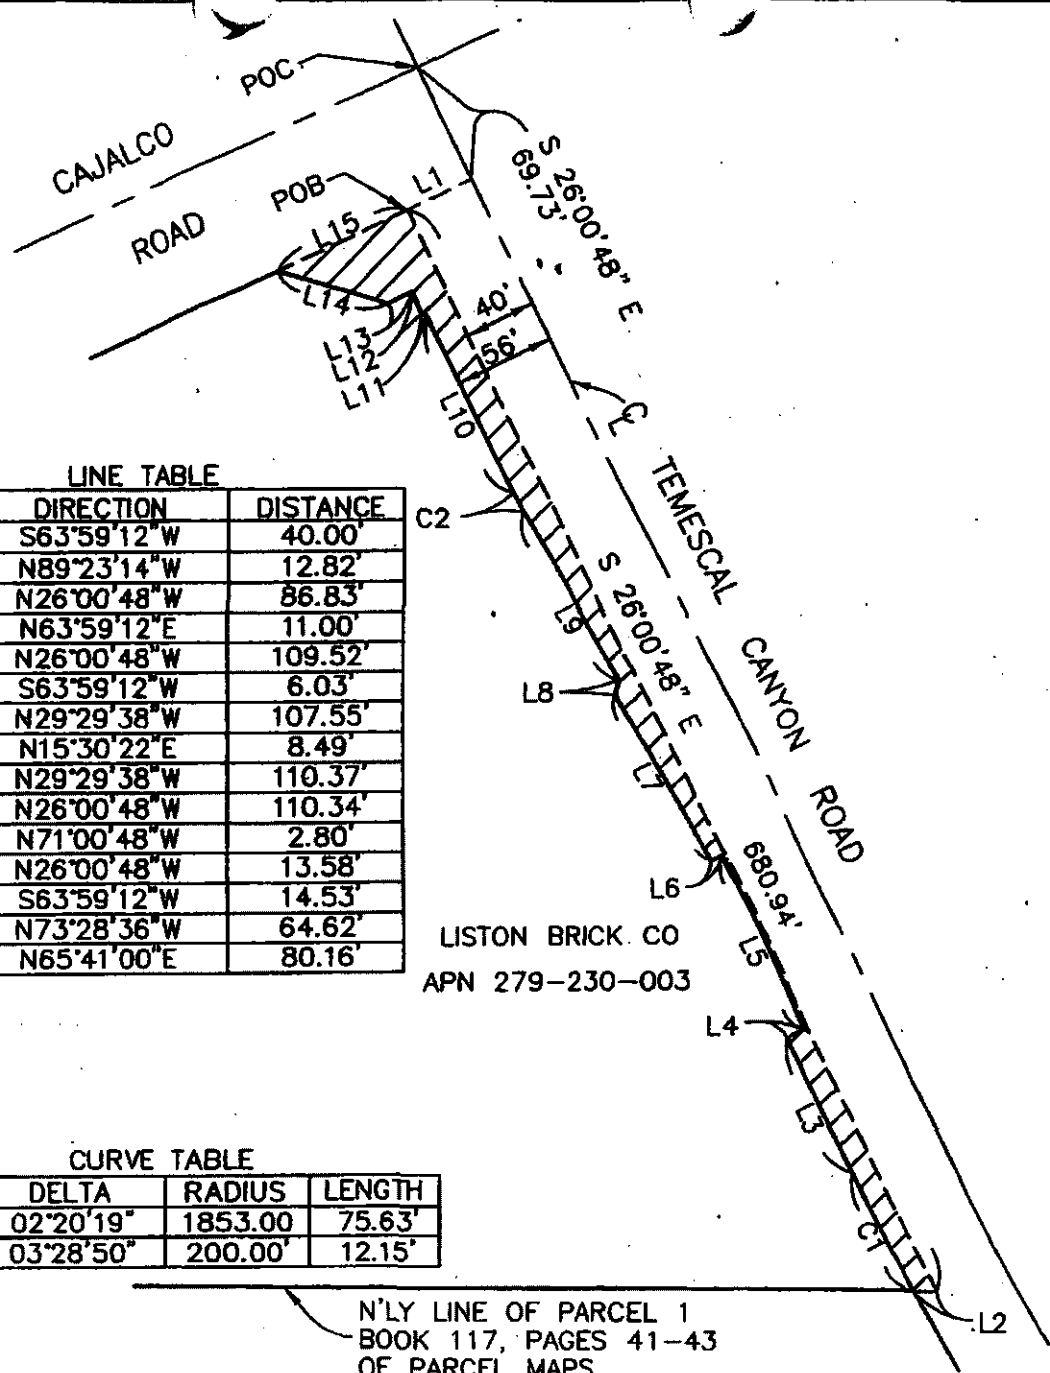 POC
CAJALCO
ROAD
POB
L1
S 26°00'48" E
69.73'
L15
L14
L13
L12
L11
40'
56'
L10
CL
TEMESCAL
CANYON
ROAD
C2
S 26°00'48" E
680.94'
L9
L8
L7
L6
L5
L4
L3
C1
L2
LINE TABLE
DIRECTION DISTANCE
S63°59'12"W 40.00'
N89°23'14"W 12.82'
N26°00'48"W 86.83'
N63°59'12"E 11.00'
N26°00'48"W 109.52'
S63°59'12"W 6.03'
N29°29'38"W 107.55'
N15°30'22"E 8.49'
N29°29'38"W 110.37'
N26°00'48"W 110.34'
N71°00'48"W 2.80'
N26°00'48"W 13.58'
S63°59'12"W 14.53'
N73°28'36"W 64.62'
N65°41'00"E 80.16'
LISTON BRICK CO
APN 279-230-003
CURVE TABLE
DELTA RADIUS LENGTH
02°20'19" 1853.00 75.63'
03°28'50" 200.00' 12.15'
N'LY LINE OF PARCEL 1
BOOK 117, PAGES 41-43
OF PARCEL MAPS